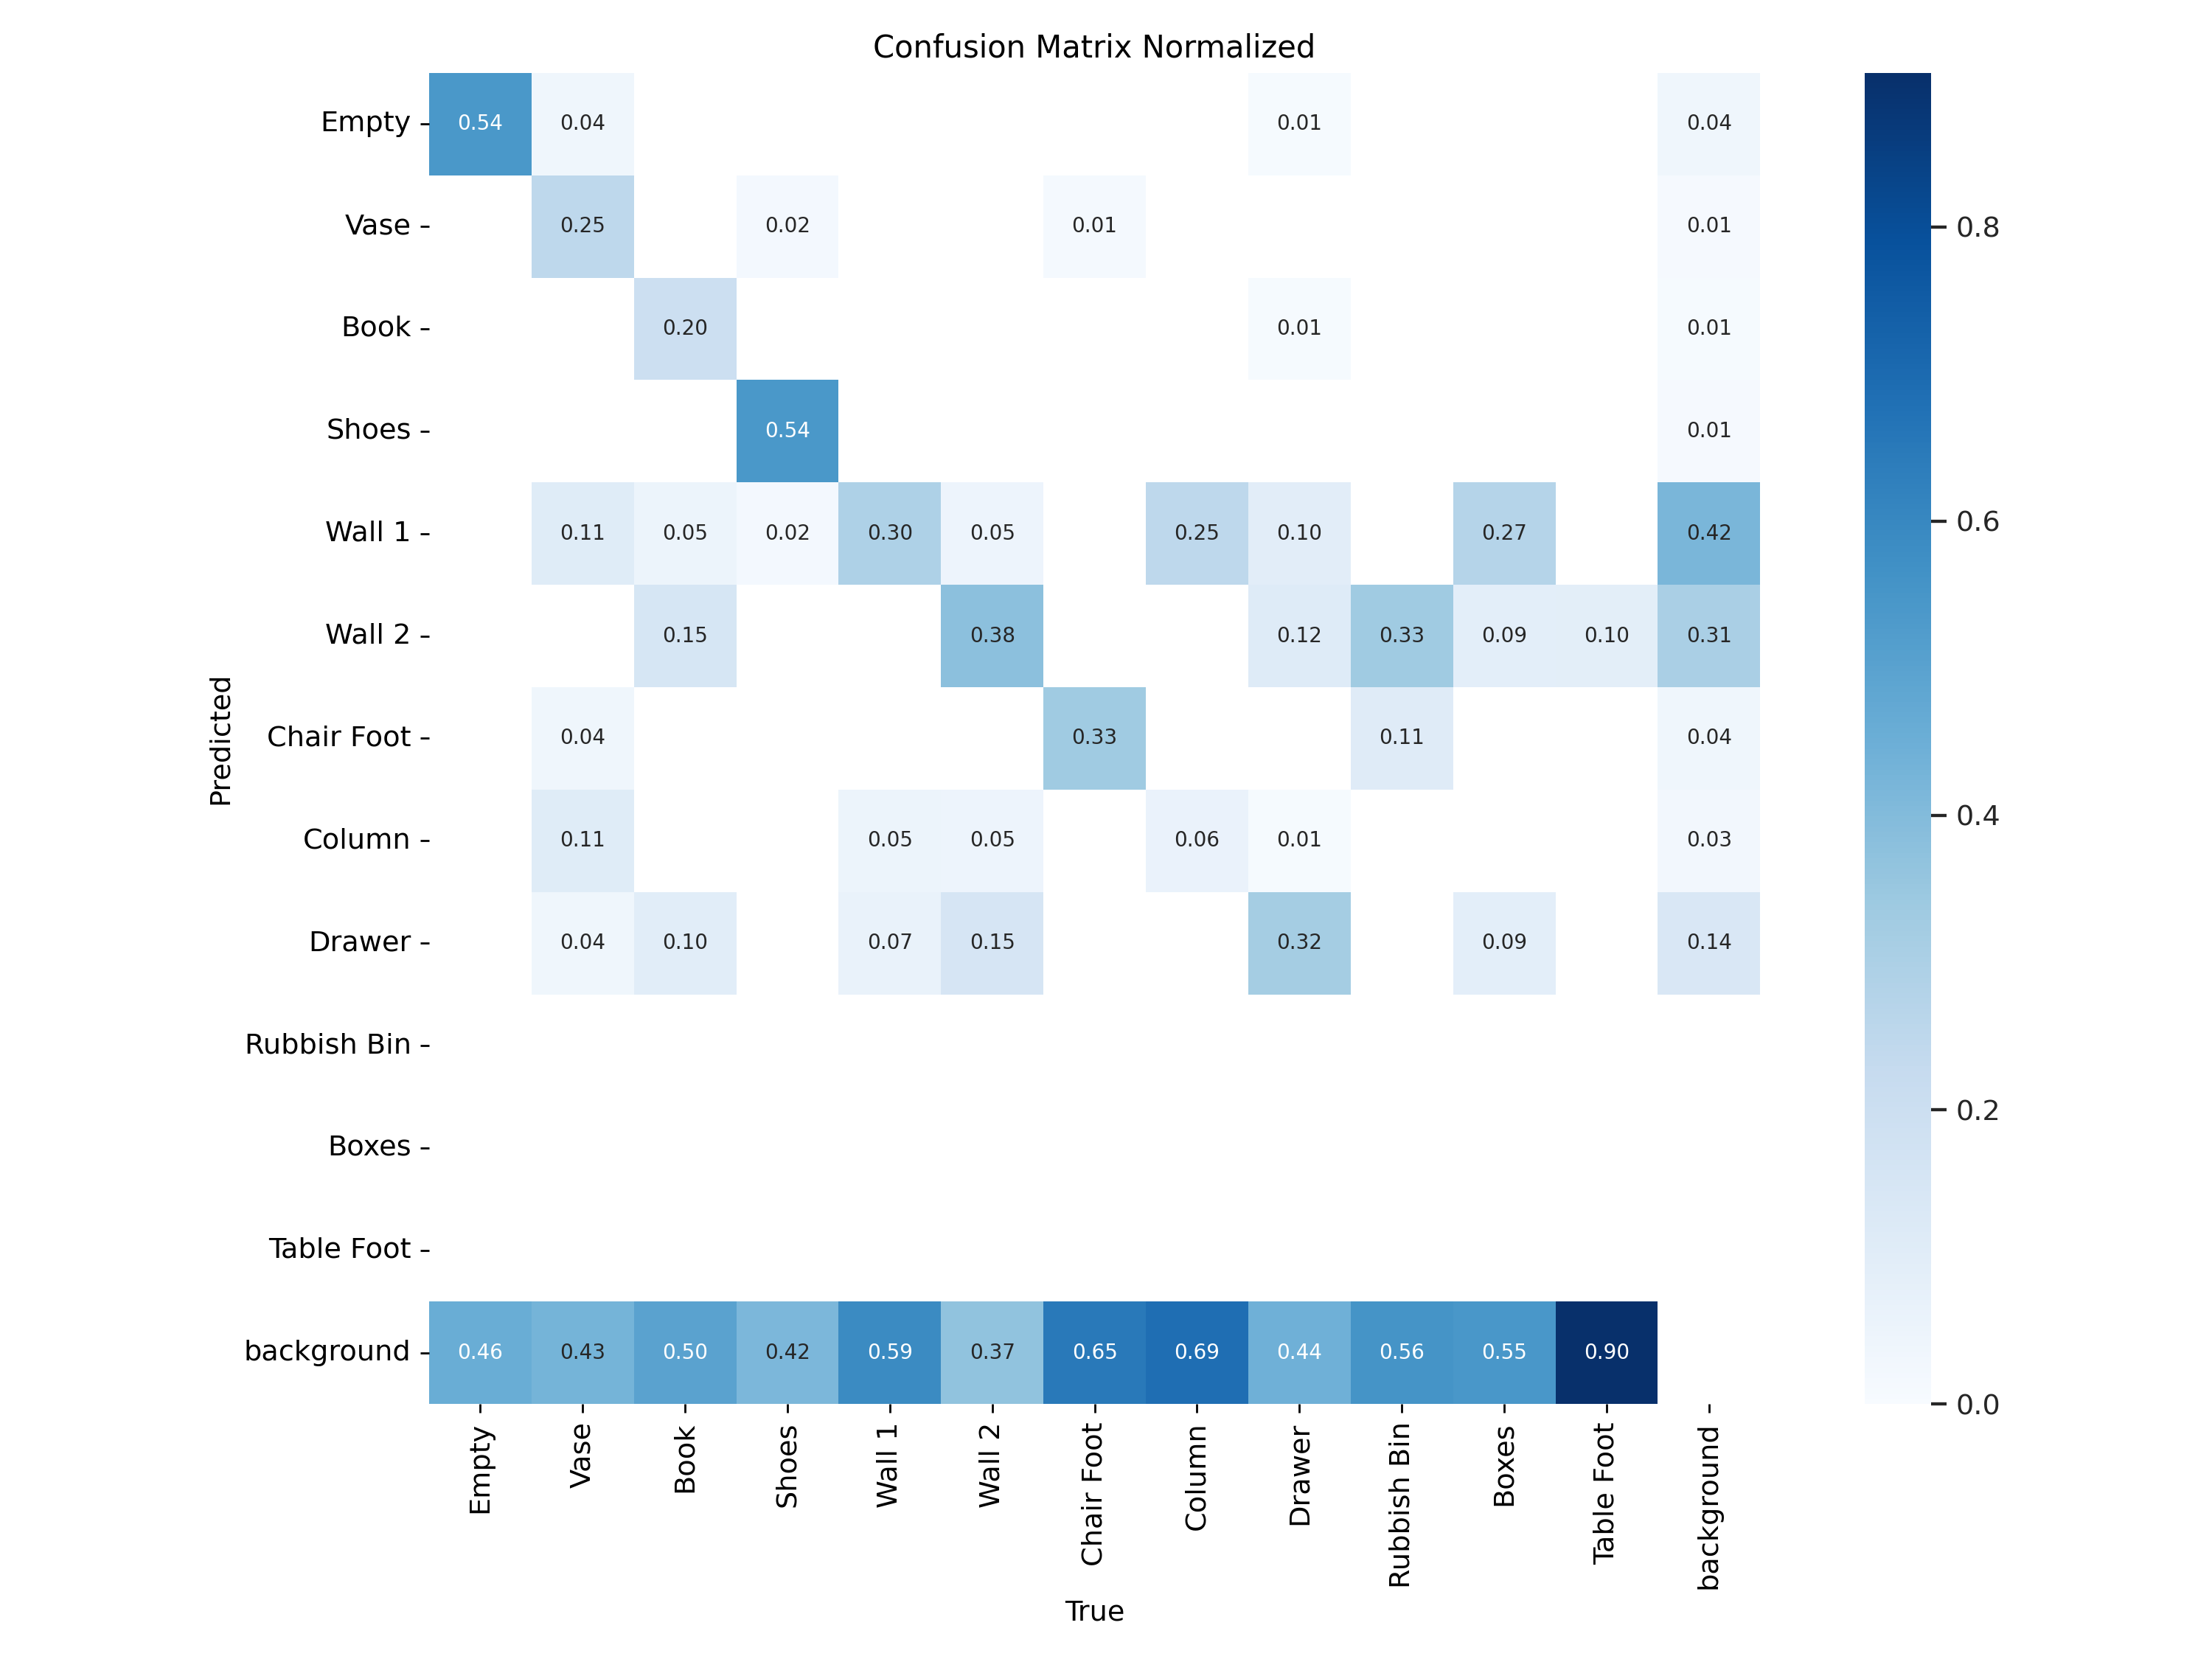 Confusion Matrix Normalized
Empty 0.54 0.04 0.01 0.04
Vase 0.25 0.02 0.01 0.01
Book 0.20 0.01 0.01
Shoes 0.54 0.01
Wall 1 0.11 0.05 0.02 0.30 0.05 0.25 0.10 0.27 0.42
Wall 2 0.15 0.38 0.12 0.33 0.09 0.10 0.31
Chair Foot 0.04 0.33 0.11 0.04
Column 0.11 0.05 0.05 0.06 0.01 0.03
Drawer 0.04 0.10 0.07 0.15 0.32 0.09 0.14
Rubbish Bin
Boxes
Table Foot
background 0.46 0.43 0.50 0.42 0.59 0.37 0.65 0.69 0.44 0.56 0.55 0.90
Predicted
Empty
Vase
Book
Shoes
Wall 1
Wall 2
Chair Foot
Column
Drawer
Rubbish Bin
Boxes
Table Foot
background
True
0.8
0.6
0.4
0.2
0.0